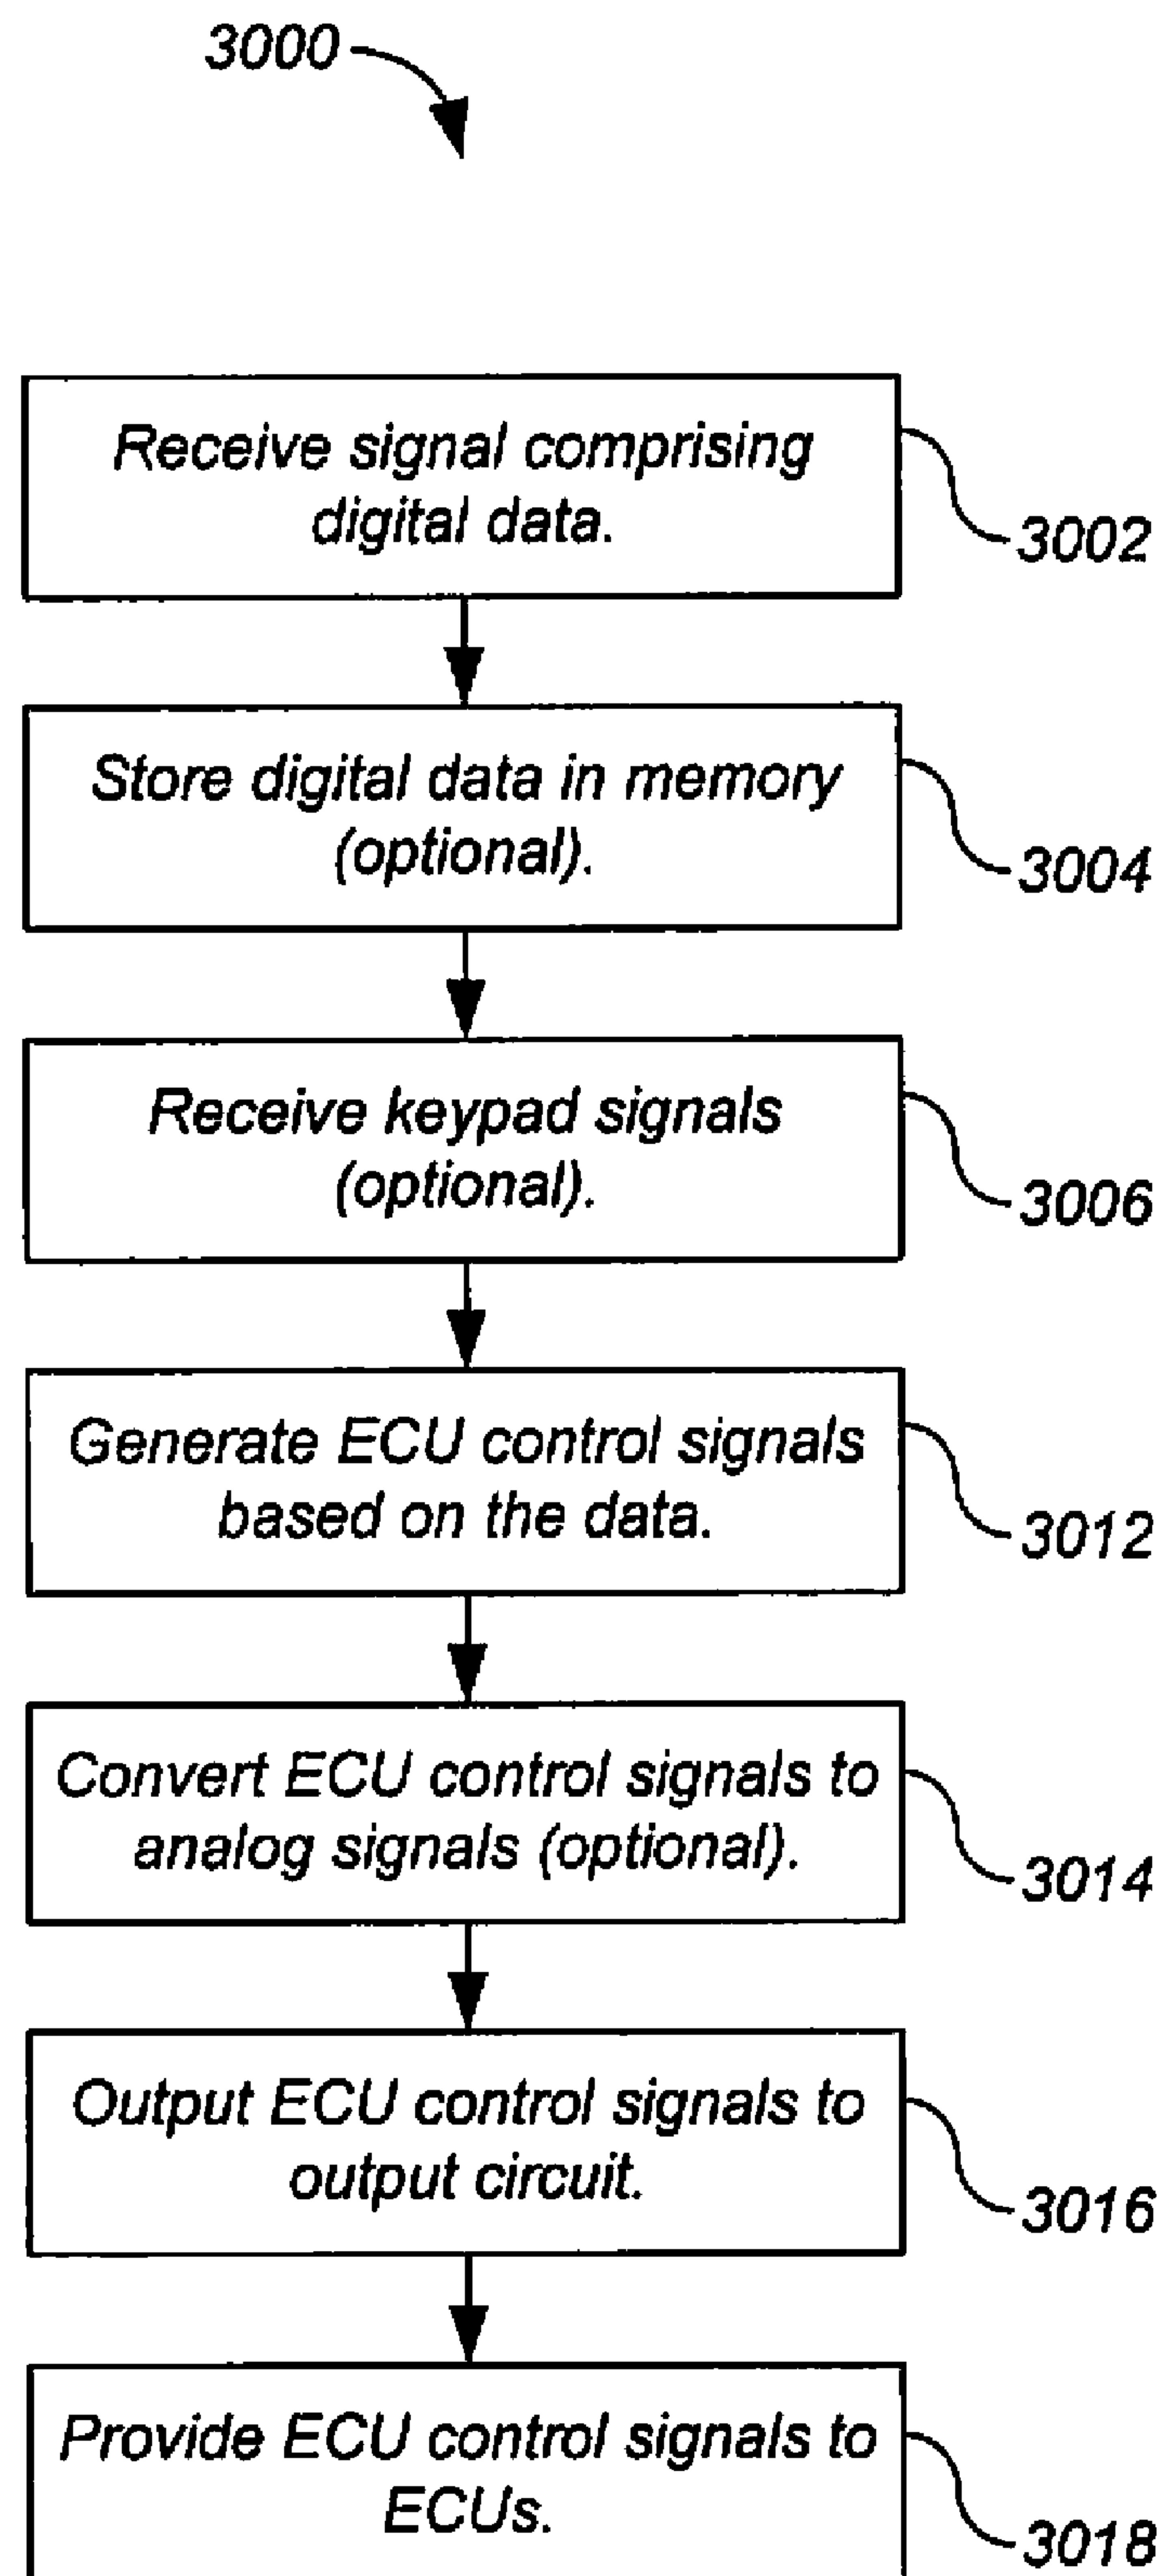 3000
Receive signal comprising
digital data.
3002
Store digital data in memory
(optional).
3004
Receive keypad signals
(optional).
3006
Generate ECU control signals
based on the data.
3012
Convert ECU control signals to
analog signals (optional).
3014
Output ECU control signals to
output circuit.
3016
Provide ECU control signals to
ECUs.
3018